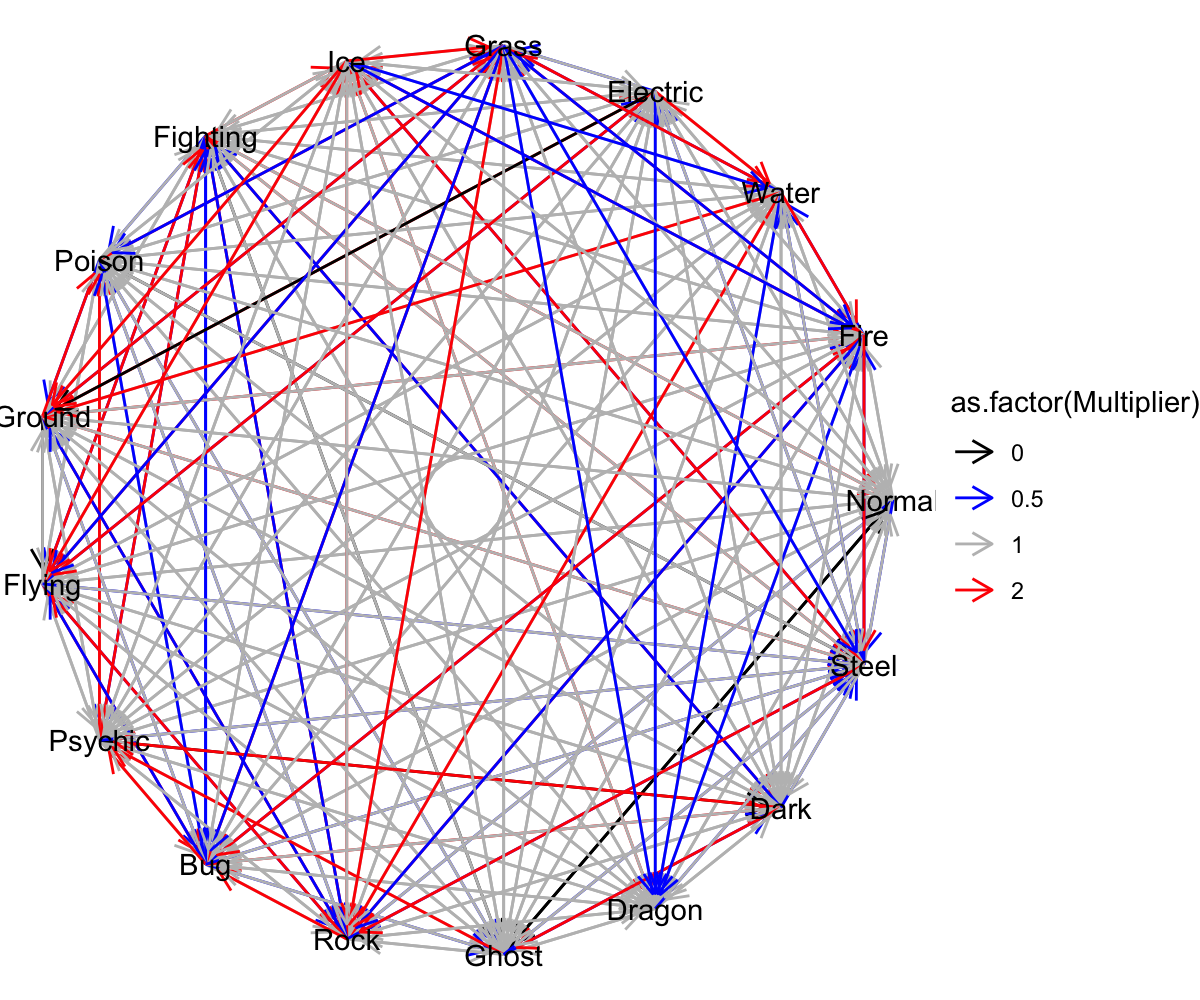 Grass
Ice
Electric
Fighting
Water
Poison
Fire
Ground
Normal
Flying
Steel
Psychic
Dark
Bug
Dragon
Rock
Ghost
as.factor(Multiplier)
0
0.5
1
2